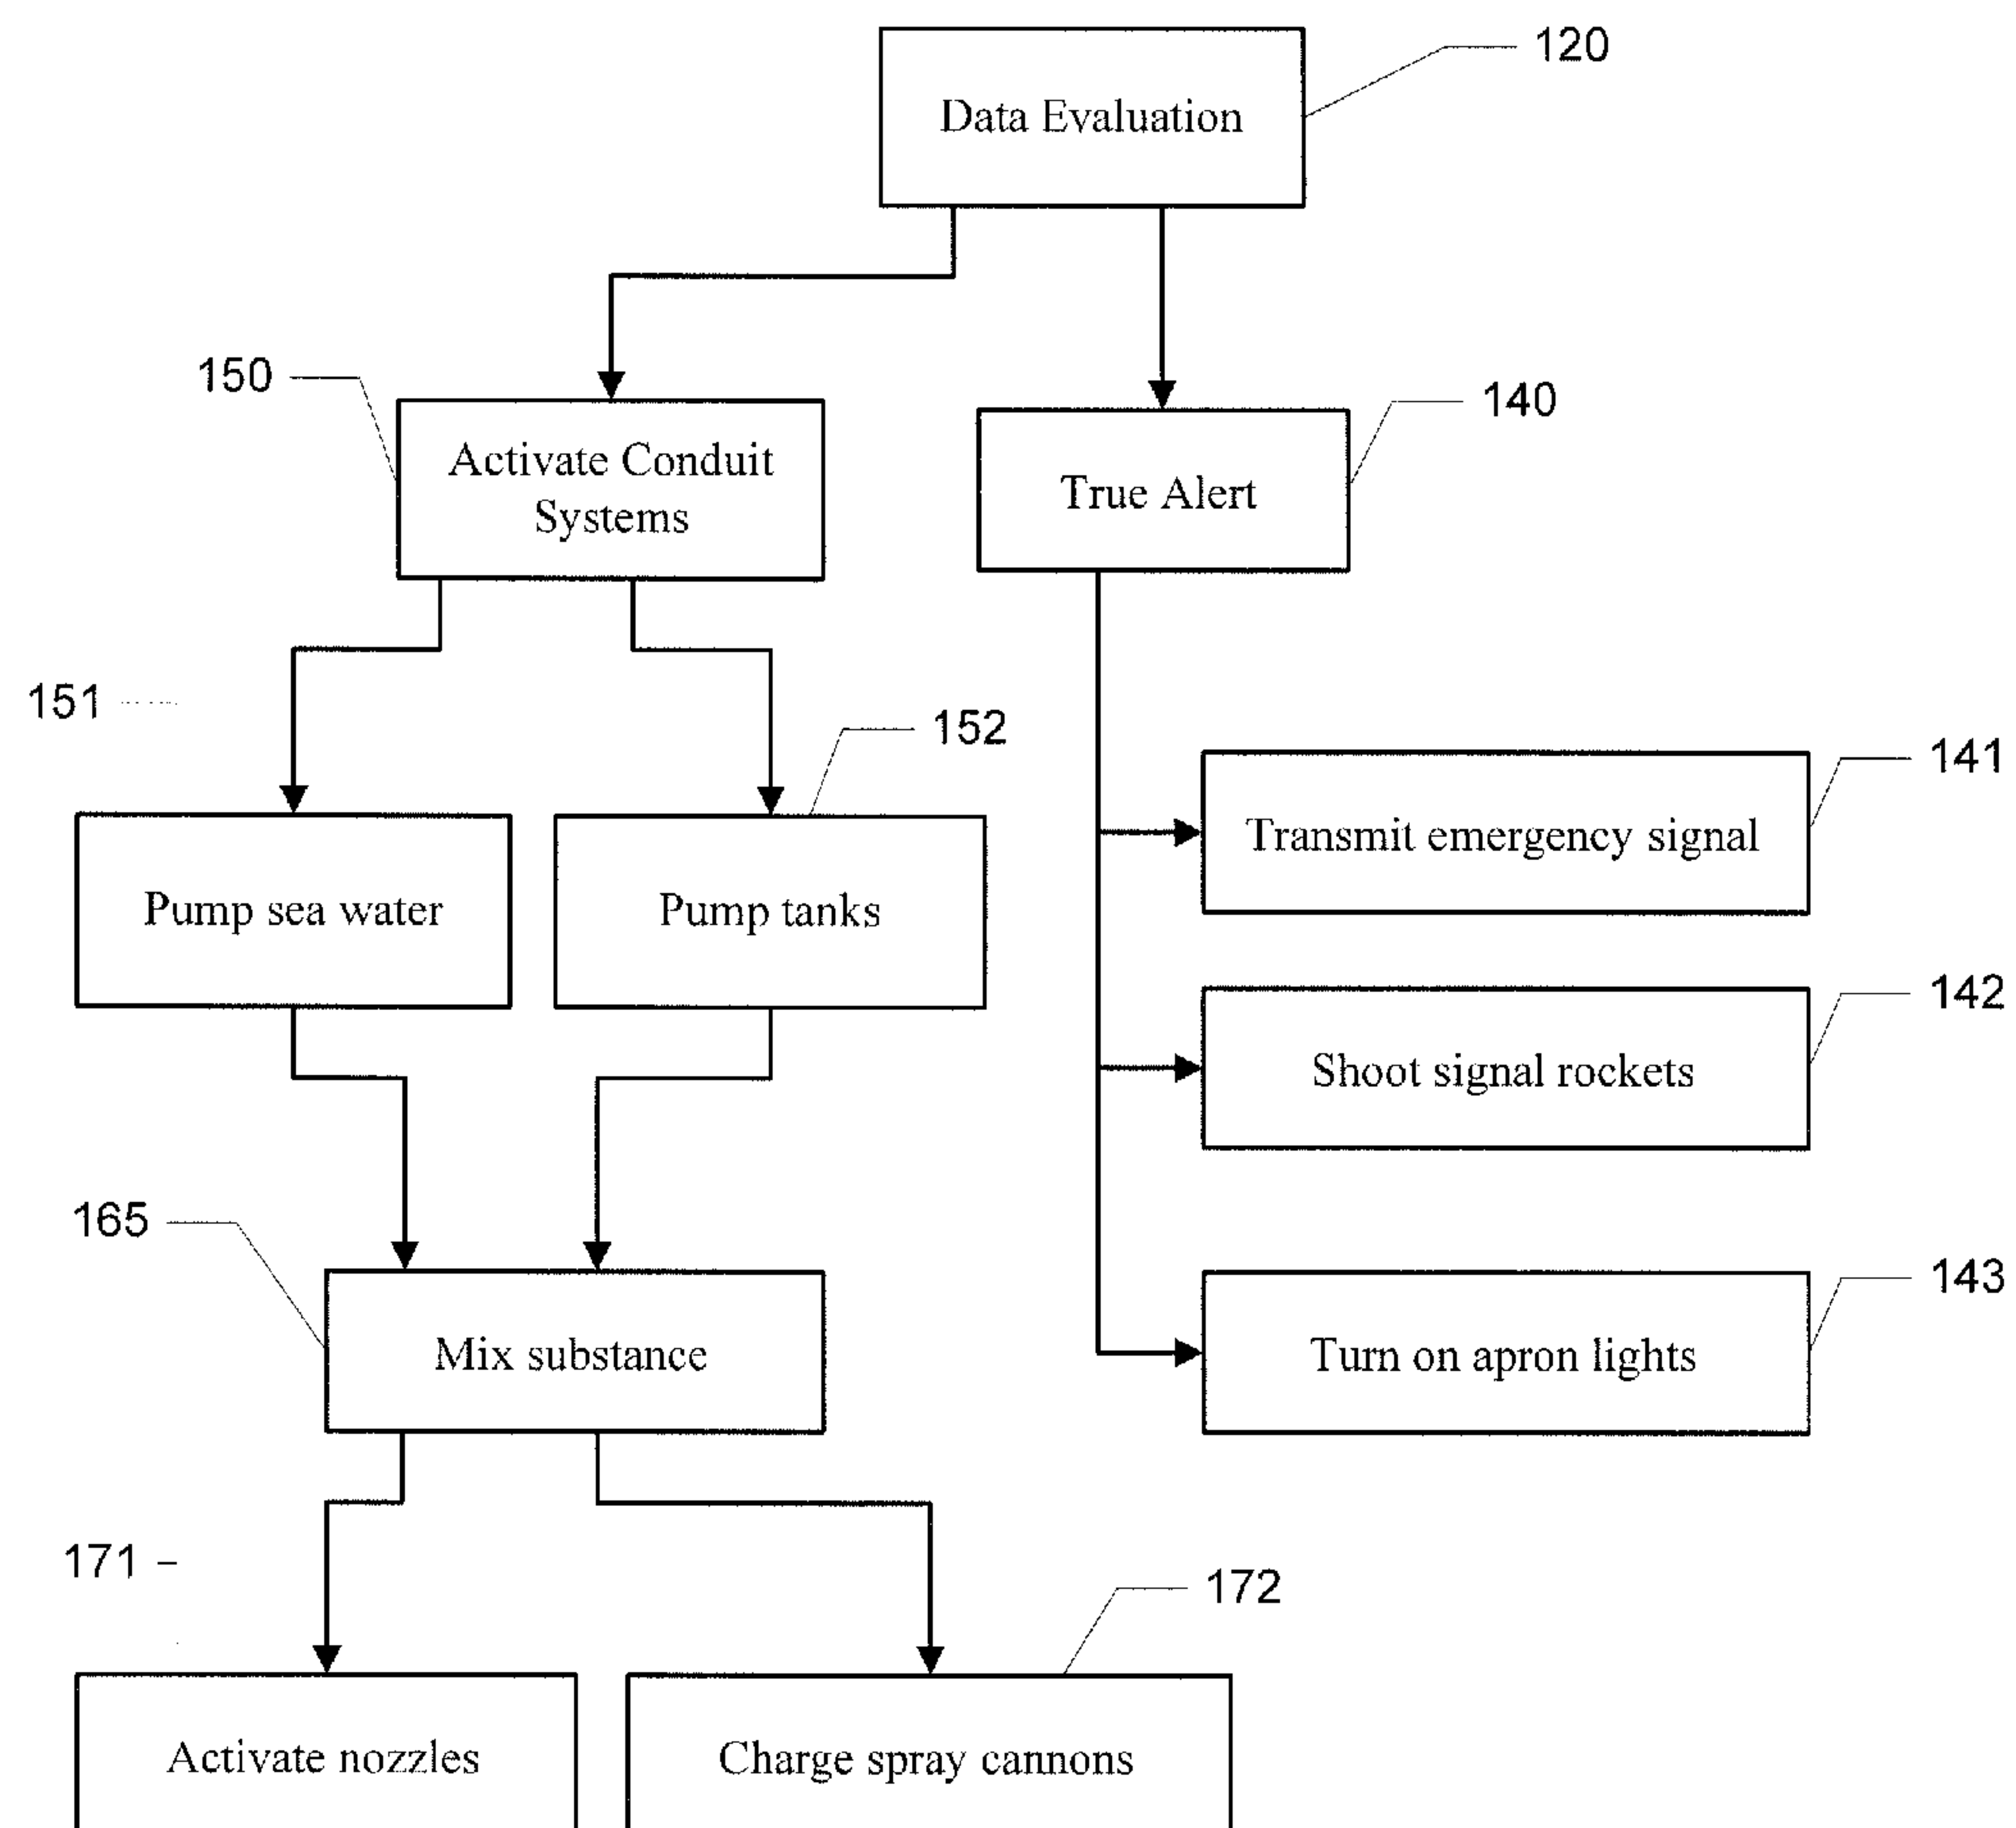 120
Data Evaluation
150
Activate Conduit
Systems
140
True Alert
151
152
141
Pump sea water
Pump tanks
Transmit emergency signal
142
Shoot signal rockets
165
Mix substance
143
Turn on apron lights
171
172
Activate nozzles
Charge spray cannons